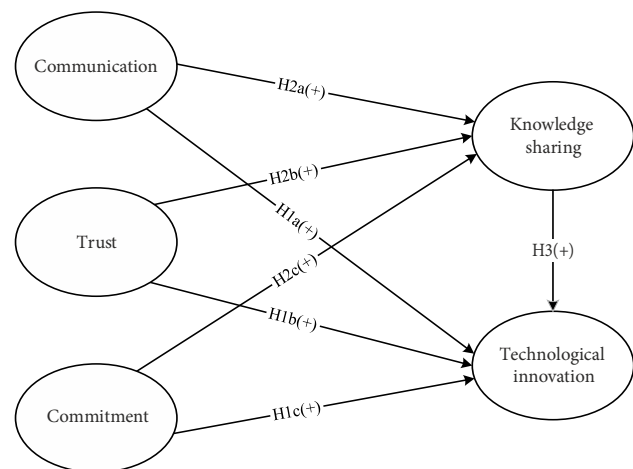 Communication
H2a(+)
Knowledge
sharing
H2b(+)
H1a(+)
Trust
H2c(+)
H3(+)
H1b(+)
Technological
innovation
Commitment
H1c(+)